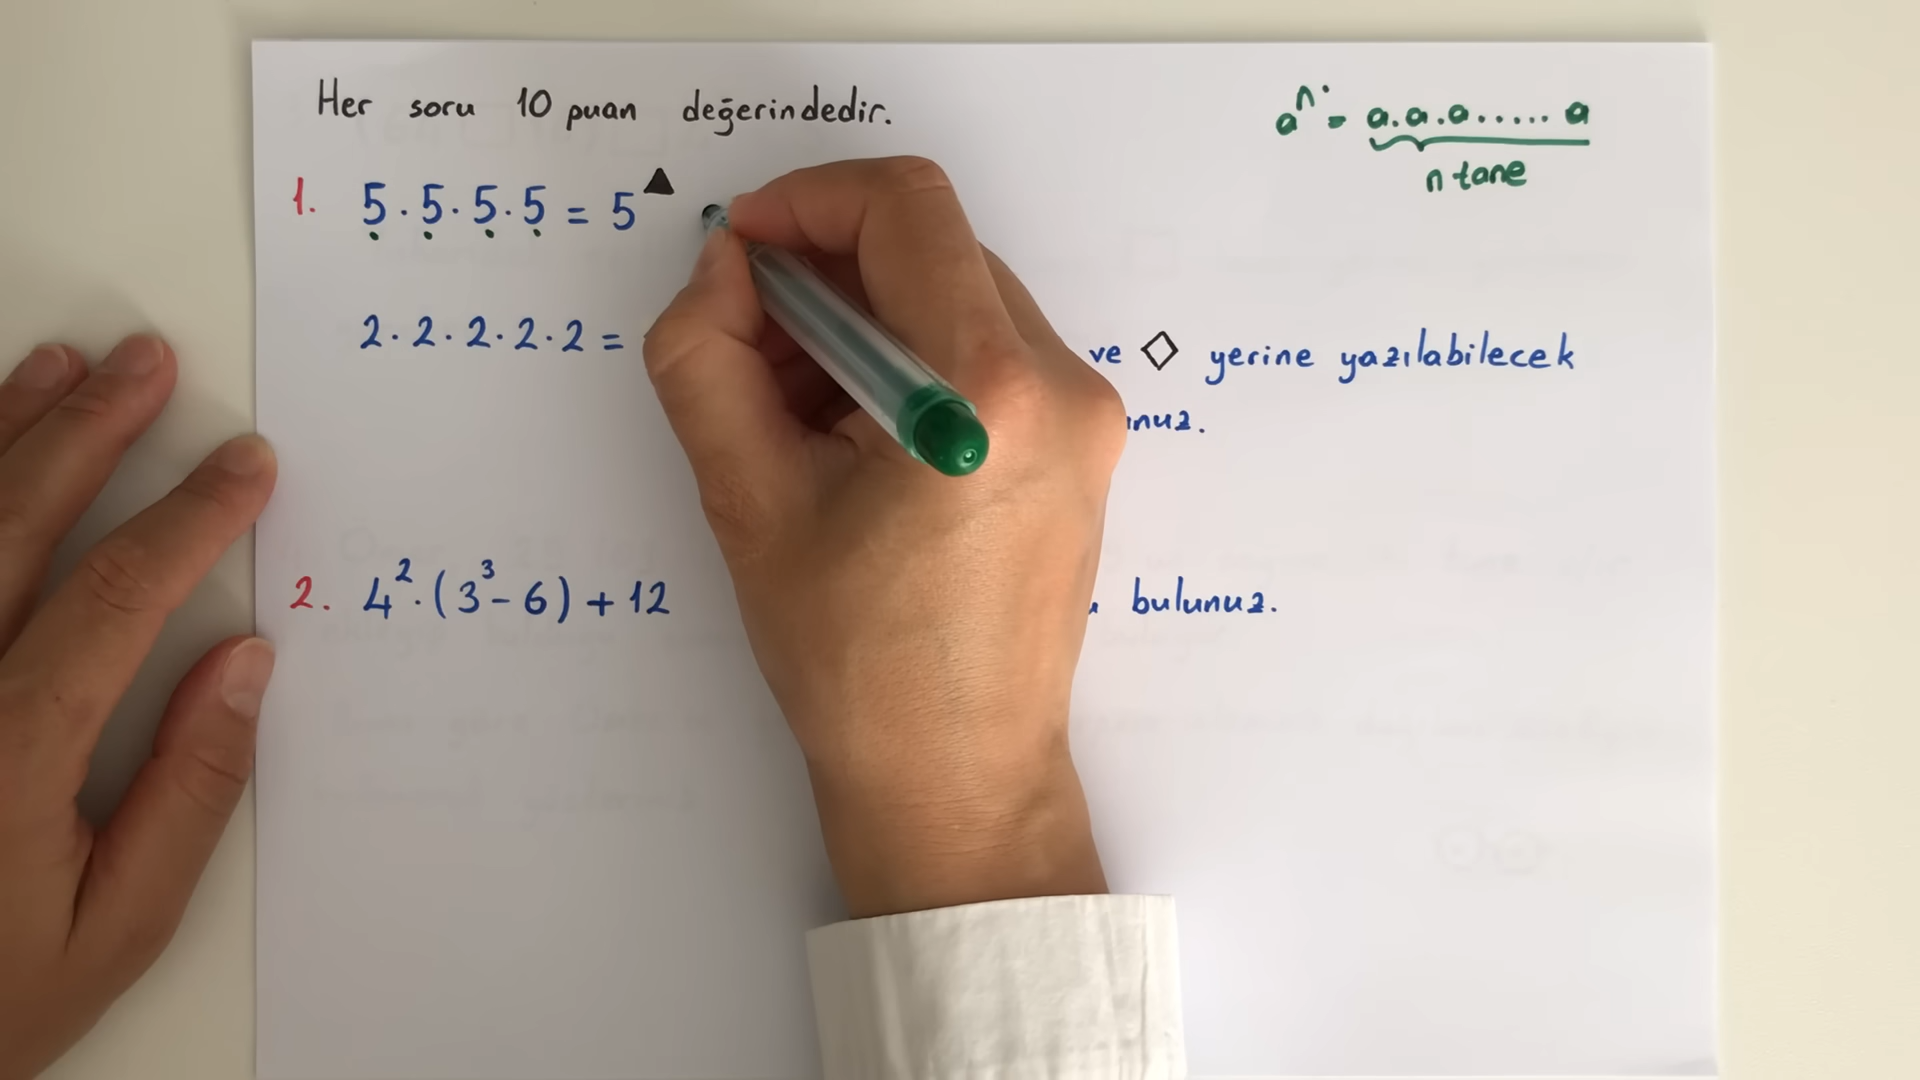 Her soru 10 puan değerindedir.
aⁿ = a.a.a...... a
n tane
1. 5 . 5 . 5 . 5 = 5^▲
2 . 2 . 2 . 2 . 2 =
ve ◇ yerine yazılabilecek
2. 4² . (3³ - 6) + 12 bulunuz.